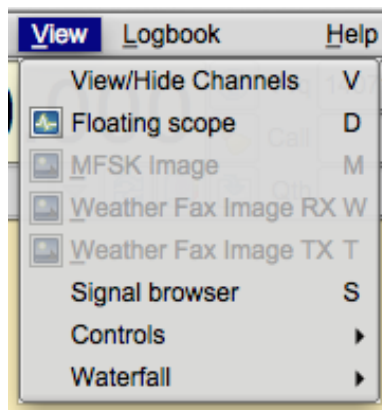 View Logbook Help
View/Hide Channels V
Floating scope D
MFSK Image M
Weather Fax Image RX W
Weather Fax Image TX T
Signal browser S
Controls
Waterfall